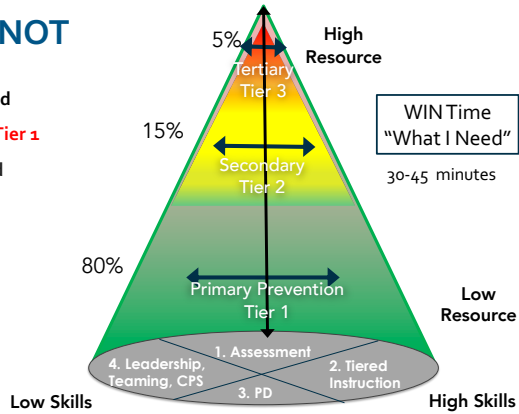 NOT
d
Tier 1
l
5%
High
Resource
Tertiary
Tier 3
15%
WIN Time
"What I Need"
30-45 minutes
Secondary
Tier 2
80%
Primary Prevention
Tier 1
Low
Resource
1. Assessment
4. Leadership,
Teaming, CPS
2. Tiered
Instruction
3. PD
Low Skills
High Skills